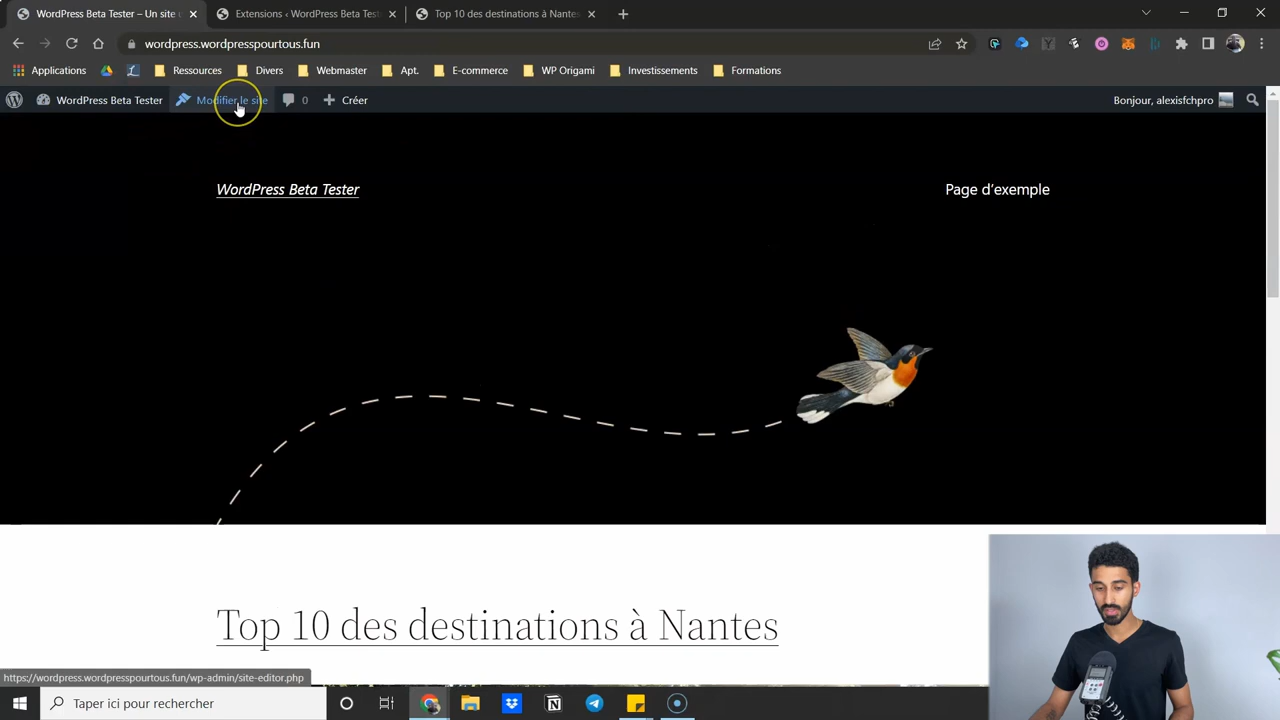 WordPress Beta Tester – Un site u
Extensions ‹ WordPress Beta Test
Top 10 des destinations à Nantes
wordpress.wordpresspourtous.fun
Applications
Ressources
Divers
Webmaster
Apt.
E-commerce
WP Origami
Investissements
Formations
WordPress Beta Tester
Modifier le site
0
Créer
Bonjour, alexisfchpro
WordPress Beta Tester
Page d’exemple
Top 10 des destinations à Nantes
https://wordpress.wordpresspourtous.fun/wp-admin/site-editor.php
Taper ici pour rechercher